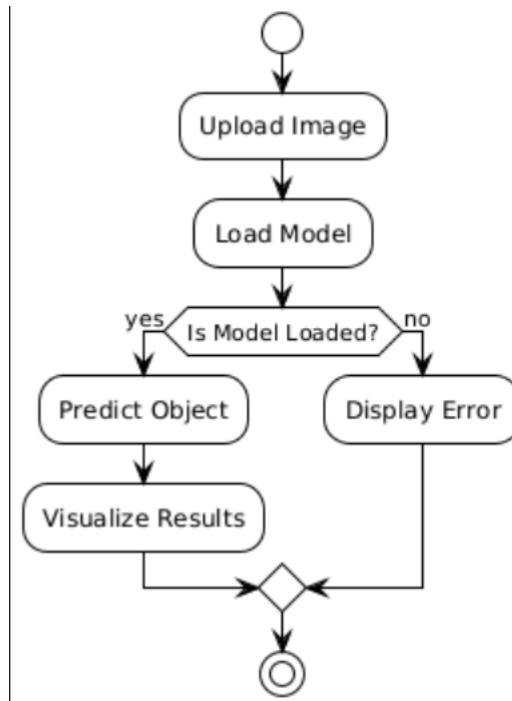 Upload Image
Load Model
yes
Is Model Loaded?
no
Predict Object
Display Error
Visualize Results